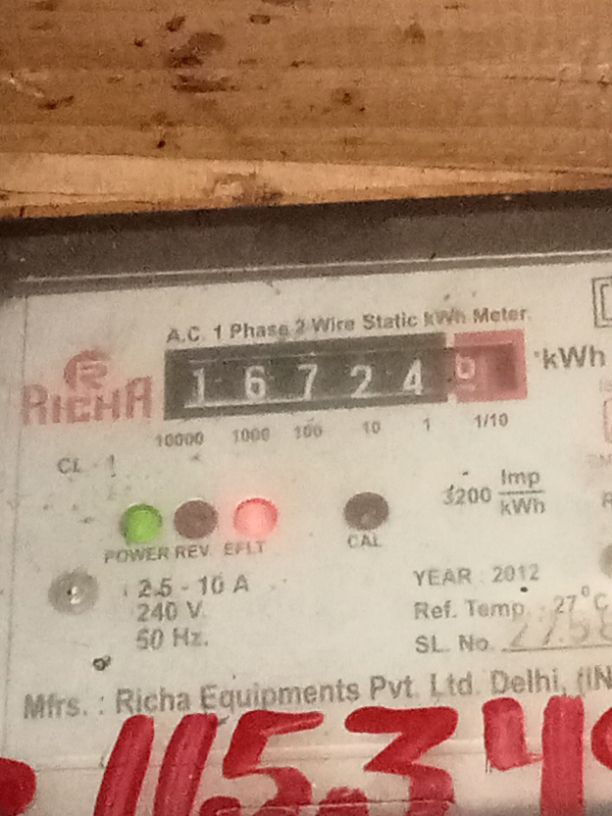 A.C. 1 Phase 2 Wire Static kWh Meter
RICHA
1 6 7 2 4
kWh
10000 1000 100 10 1 1/10
CL - 1
3200 Imp/kWh
POWER REV. EFLT
CAL
2.5 - 10 A
240 V.
50 Hz.
YEAR : 2012
Ref. Temp. : 27°C
SL. No.
Mfrs. : Richa Equipments Pvt. Ltd. Delhi,